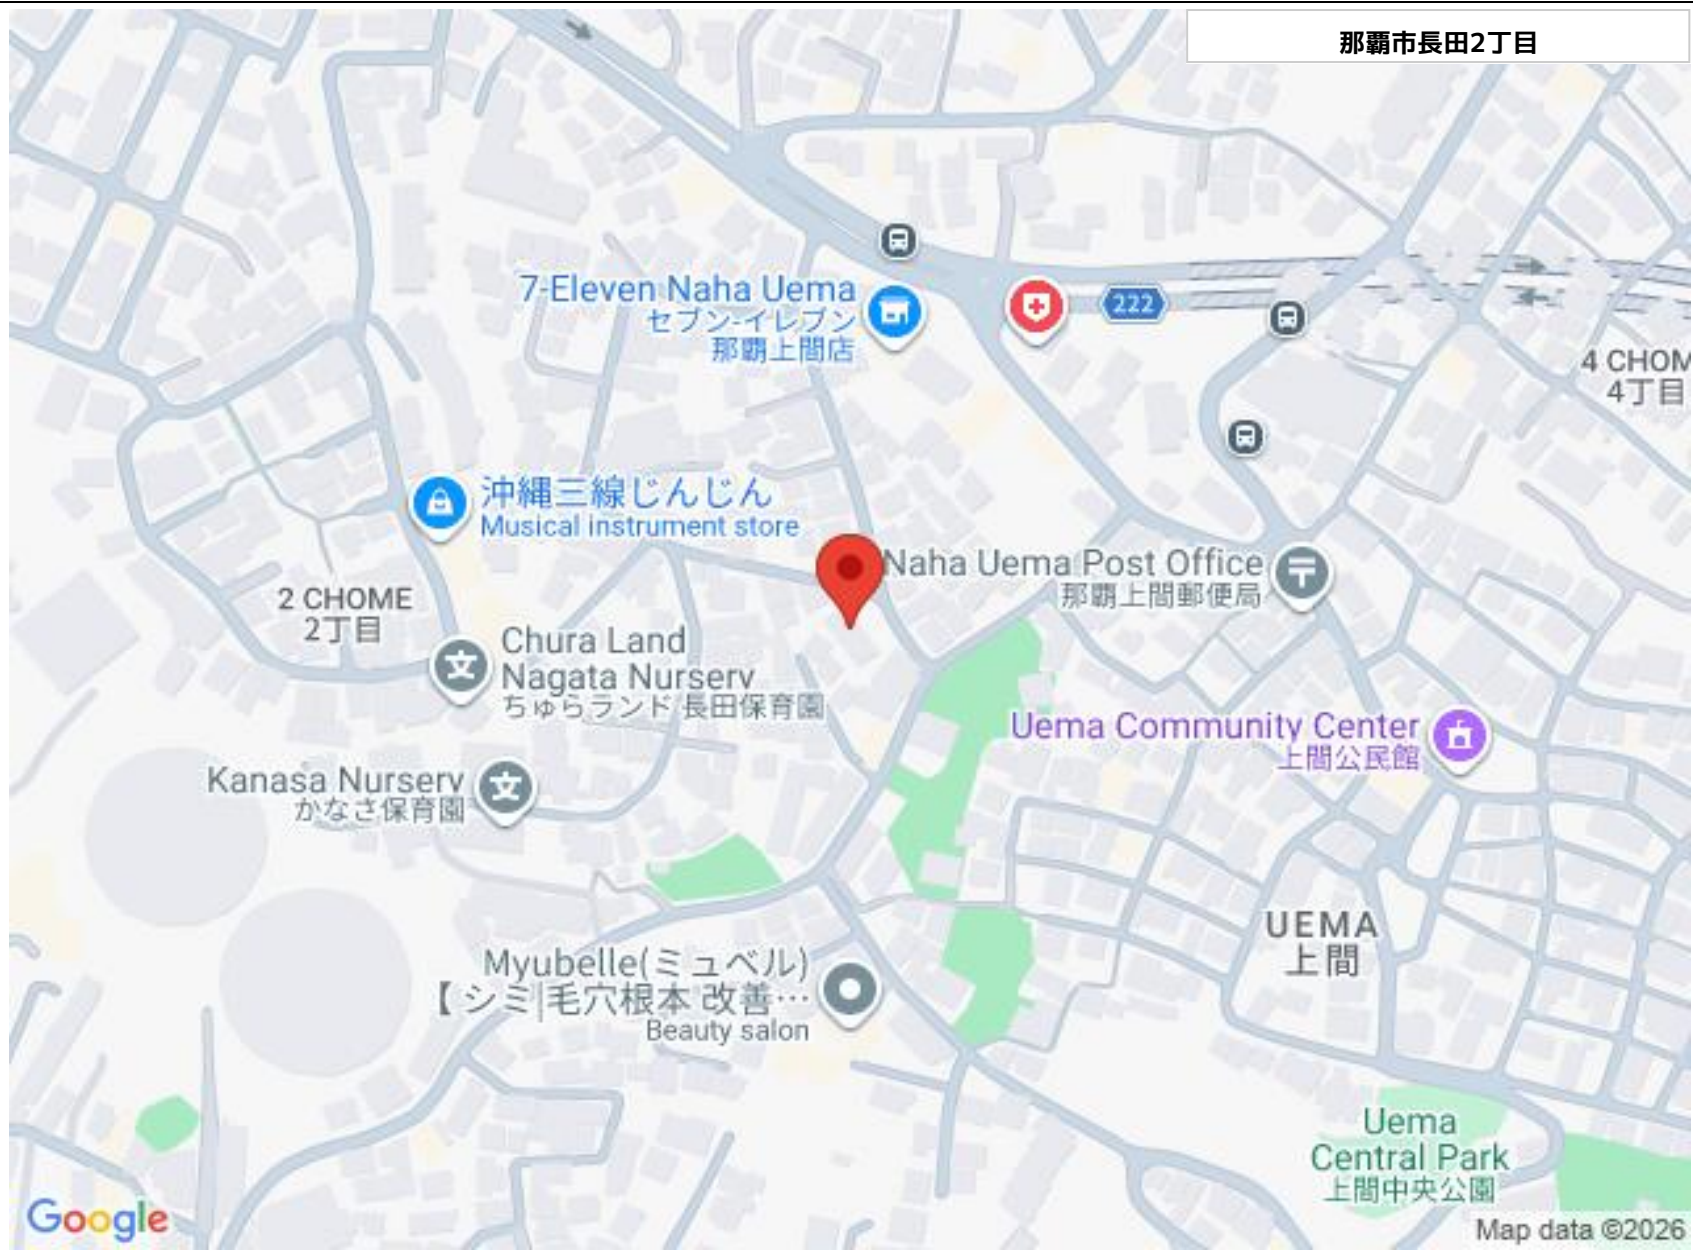 那覇市長田2丁目
7-Eleven Naha Uema
セブン-イレブン
那覇上間店
222
4 CHOM
4丁目
沖縄三線じんじん
Musical instrument store
Naha Uema Post Office
那覇上間郵便局
2 CHOME
2丁目
Chura Land
Nagata Nursery
ちゅらランド 長田保育園
Uema Community Center
上間公民館
Kanasa Nursery
かなさ保育園
UEMA
上間
Myubelle(ミュベル)
【シミ|毛穴根本 改善…
Beauty salon
Uema
Central Park
上間中央公園
Google
Map data ©2026